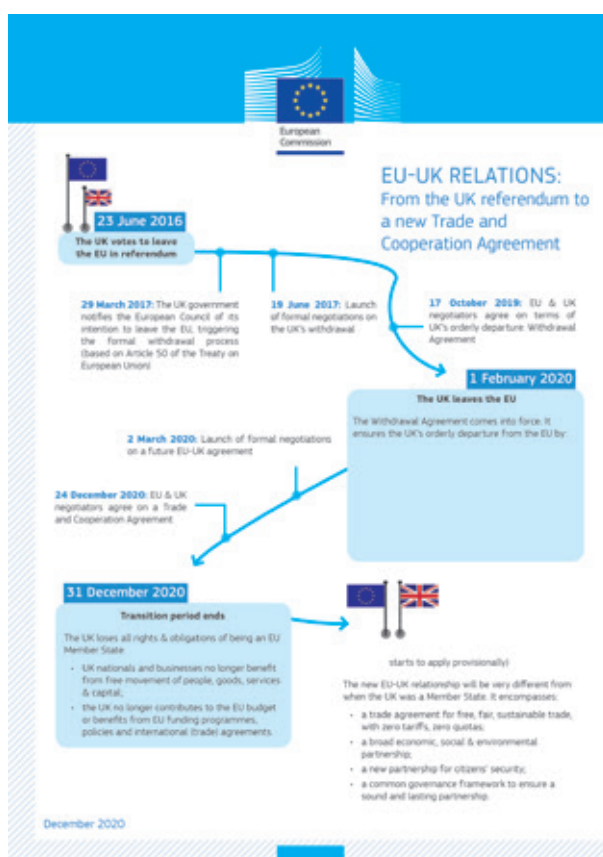 European
Commission
EU-UK RELATIONS:
From the UK referendum to
a new Trade and
Cooperation Agreement
23 June 2016
The UK votes to leave
the EU in referendum
29 March 2017: The UK government
notifies the European Council of its
intention to leave the EU, triggering
the formal withdrawal process
(based on Article 50 of the Treaty on
European Union)
19 June 2017: Launch
of formal negotiations on
the UK's withdrawal
17 October 2019: EU & UK
negotiators agree on terms of
UK's orderly departure: Withdrawal
Agreement
1 February 2020
The UK leaves the EU
The Withdrawal Agreement comes into force. It
ensures the UK's orderly departure from the EU by:
2 March 2020: Launch of formal negotiations
on a future EU-UK agreement
24 December 2020: EU & UK
negotiators agree on a Trade
and Cooperation Agreement
31 December 2020
Transition period ends
The UK loses all rights & obligations of being an EU
Member State:
• UK nationals and businesses no longer benefit
from free movement of people, goods, services
& capital;
• the UK no longer contributes to the EU budget
or benefits from EU funding programmes,
policies and international (trade) agreements.
starts to apply provisionally)
The new EU-UK relationship will be very different from
when the UK was a Member State. It encompasses:
• a trade agreement for free, fair, sustainable trade,
with zero tariffs, zero quotas;
• a broad economic, social & environmental
partnership;
• a new partnership for citizens' security;
• a common governance framework to ensure a
sound and lasting partnership.
December 2020